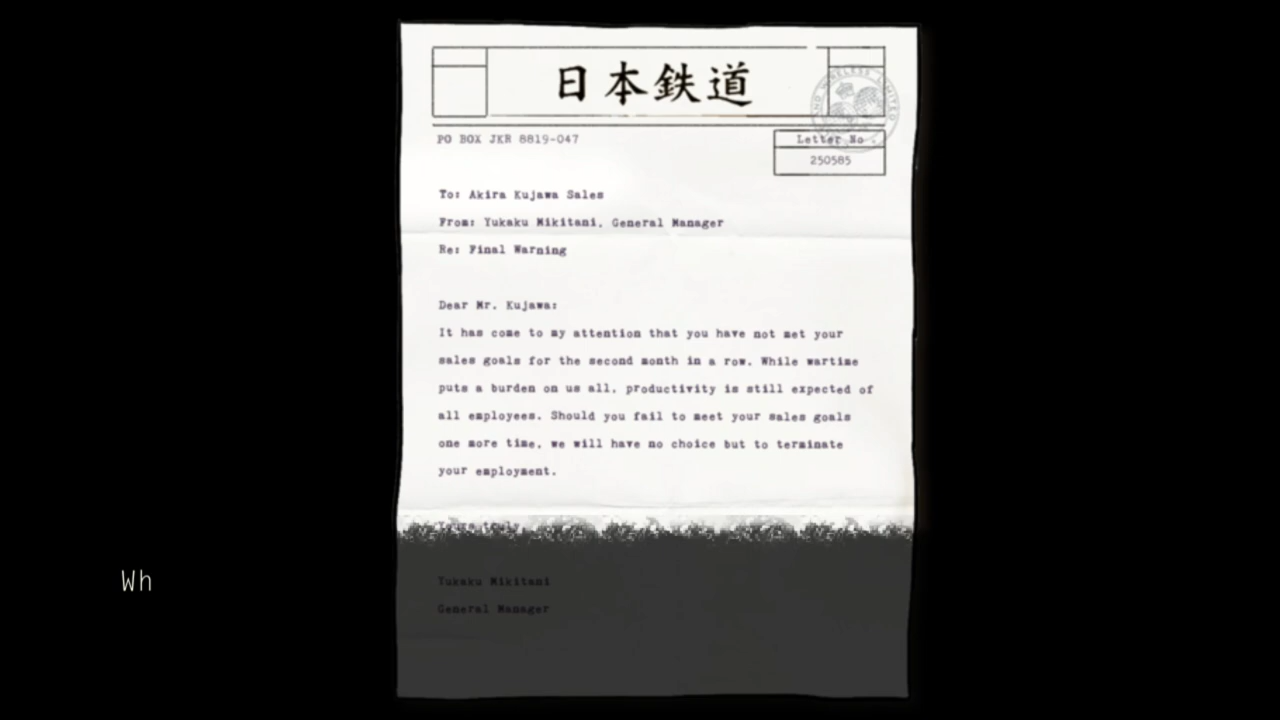 日本鉄道
PO BOX JKR 8819-047
Letter No.
250585
To: Akira Kujawa Sales
From: Yukaku Mikitani, General Manager
Re: Final Warning
Dear Mr. Kujawa:
It has come to my attention that you have not met your
sales goals for the second month in a row. While wartime
puts a burden on us all, productivity is still expected of
all employees. Should you fail to meet your sales goals
one more time, we will have no choice but to terminate
your employment.
Yours truly,
Yukaku Mikitani
General Manager
Wh